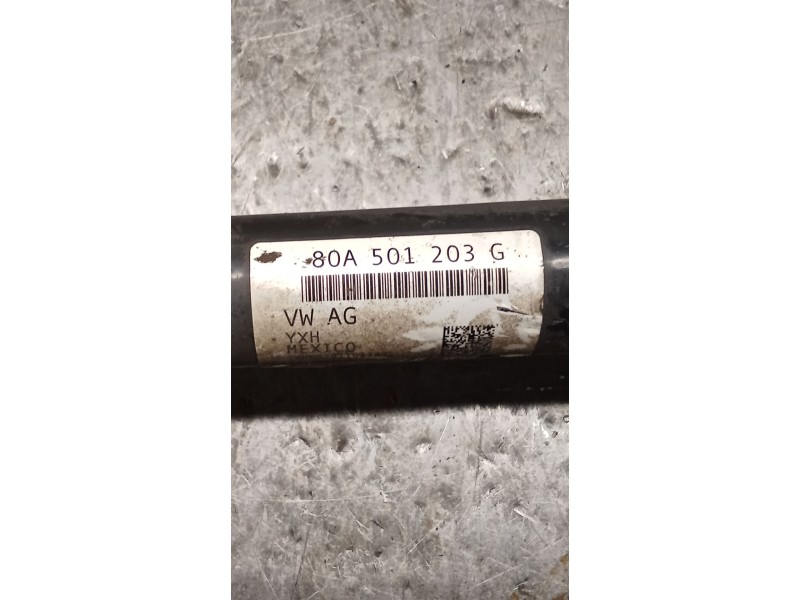 80A 501 203 G
VW AG
YXH
MEXICO